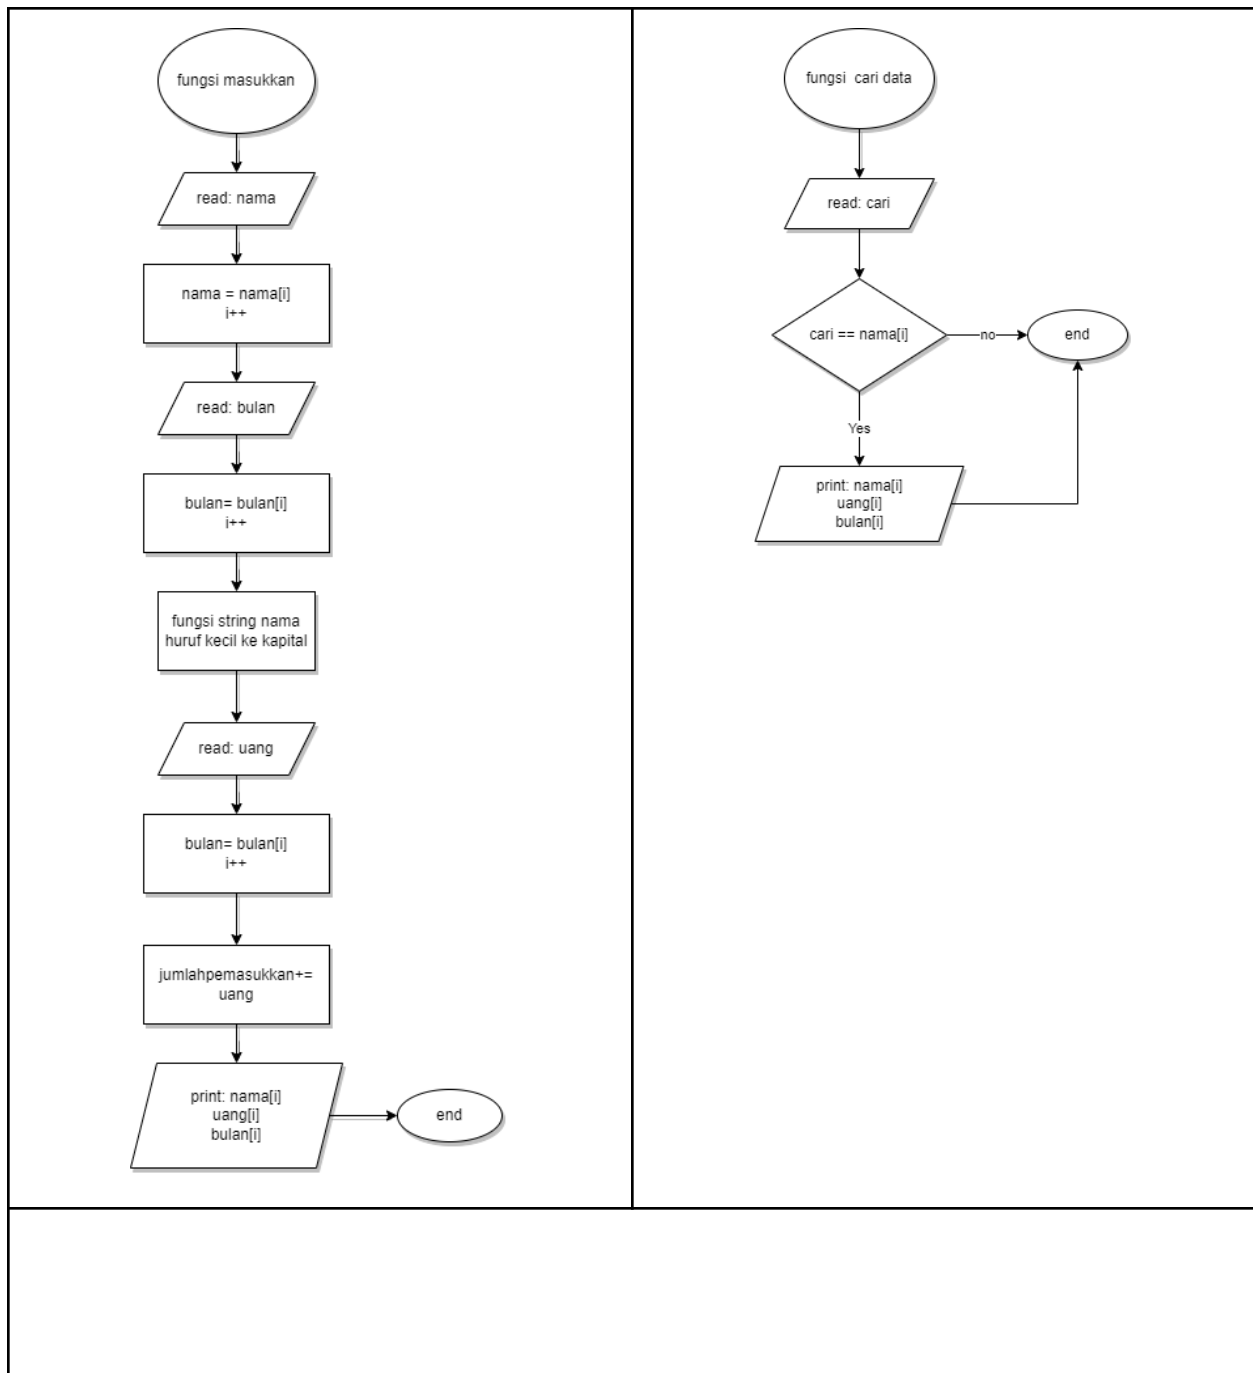 fungsi masukkan
read: nama
nama = nama[i]
i++
read: bulan
bulan= bulan[i]
i++
fungsi string nama
huruf kecil ke kapital
read: uang
bulan= bulan[i]
i++
jumlahpemasukkan+=
uang
print: nama[i]
uang[i]
bulan[i]
end
fungsi cari data
read: cari
cari == nama[i]
no
end
Yes
print: nama[i]
uang[i]
bulan[i]